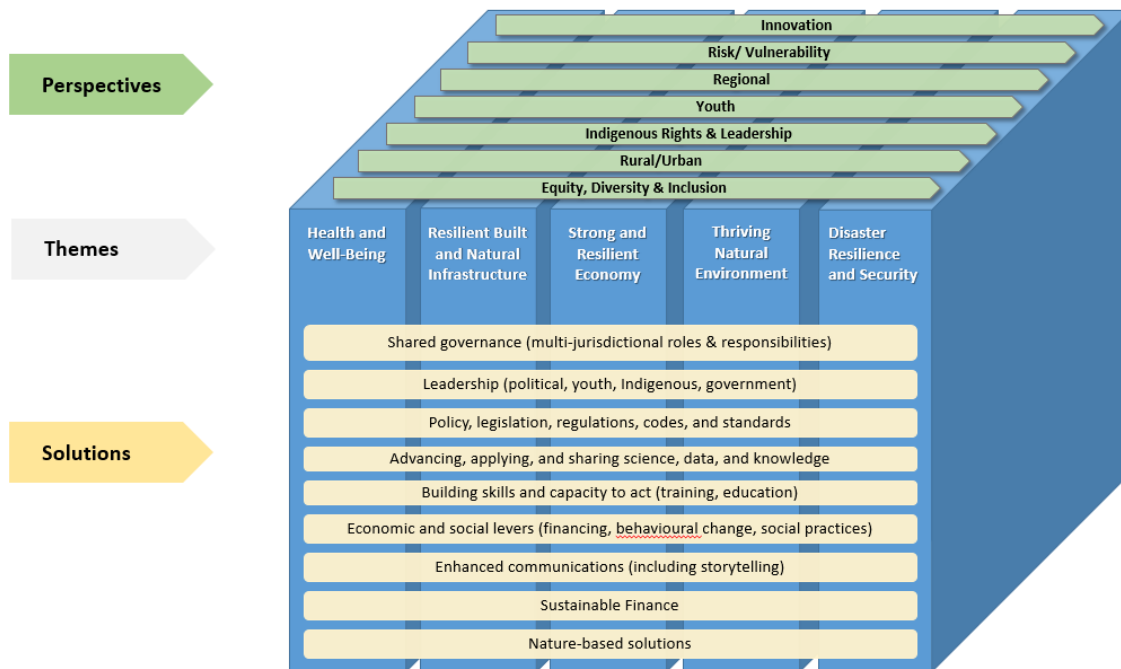 Innovation
Risk/ Vulnerability
Perspectives
Regional
Youth
Indigenous Rights & Leadership
Rural/Urban
Equity, Diversity & Inclusion
Themes
Health and
Well-Being
Resilient Built
and Natural
Infrastructure
Strong and
Resilient
Economy
Thriving
Natural
Environment
Disaster
Resilience
and Security
Solutions
Shared governance (multi-jurisdictional roles & responsibilities)
Leadership (political, youth, Indigenous, government)
Policy, legislation, regulations, codes, and standards
Advancing, applying, and sharing science, data, and knowledge
Building skills and capacity to act (training, education)
Economic and social levers (financing, behavioural change, social practices)
Enhanced communications (including storytelling)
Sustainable Finance
Nature-based solutions